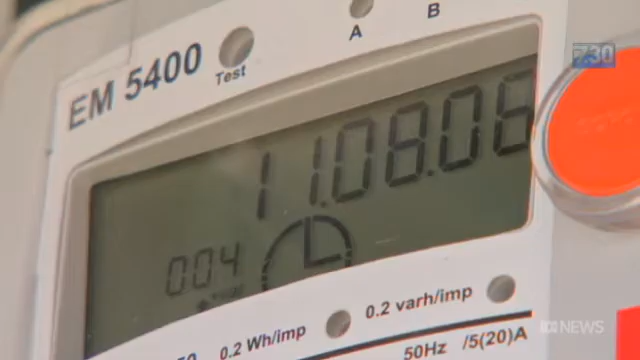 B
A
7.30
EM 5400
Test
11.08.06
004
0.2 Wh/imp
0.2 varh/imp
50Hz /5(20)A
NEWS